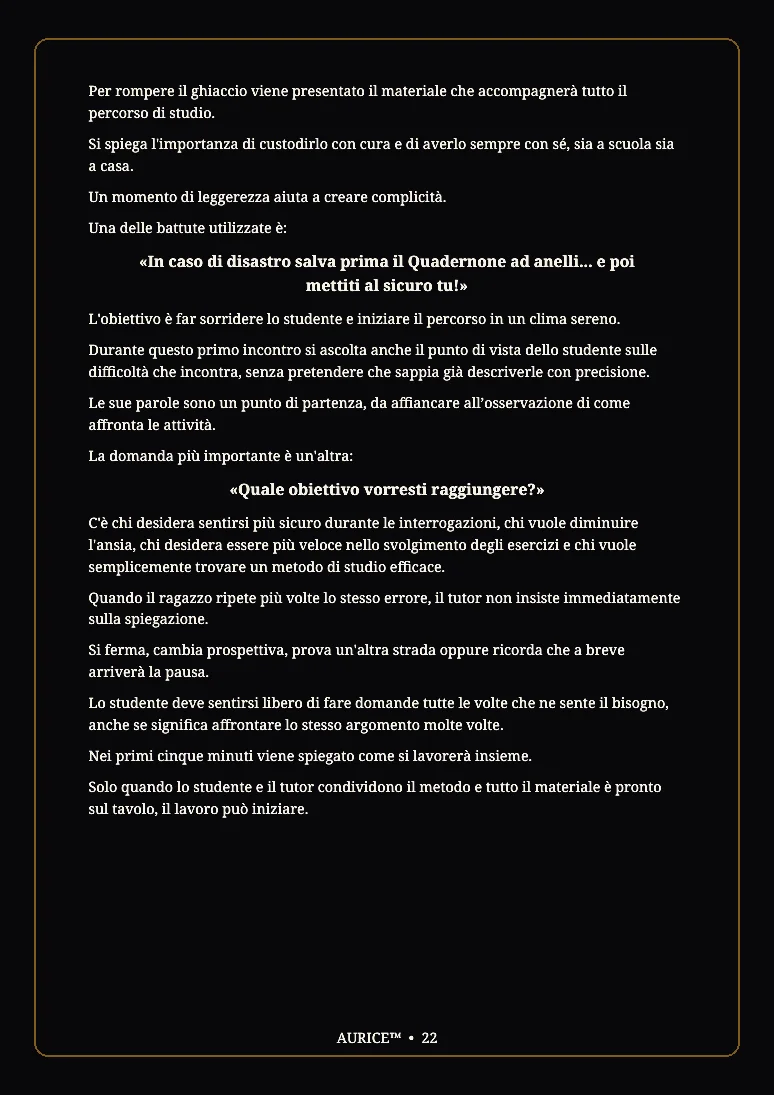 Per rompere il ghiaccio viene presentato il materiale che accompagnerà tutto il
percorso di studio.
Si spiega l'importanza di custodirlo con cura e di averlo sempre con sé, sia a scuola sia
a casa.
Un momento di leggerezza aiuta a creare complicità.
Una delle battute utilizzate è:
«In caso di disastro salva prima il Quadernone ad anelli... e poi
mettiti al sicuro tu!»
L'obiettivo è far sorridere lo studente e iniziare il percorso in un clima sereno.
Durante questo primo incontro si ascolta anche il punto di vista dello studente sulle
difficoltà che incontra, senza pretendere che sappia già descriverle con precisione.
Le sue parole sono un punto di partenza, da affiancare all’osservazione di come
affronta le attività.
La domanda più importante è un'altra:
«Quale obiettivo vorresti raggiungere?»
C'è chi desidera sentirsi più sicuro durante le interrogazioni, chi vuole diminuire
l'ansia, chi desidera essere più veloce nello svolgimento degli esercizi e chi vuole
semplicemente trovare un metodo di studio efficace.
Quando il ragazzo ripete più volte lo stesso errore, il tutor non insiste immediatamente
sulla spiegazione.
Si ferma, cambia prospettiva, prova un'altra strada oppure ricorda che a breve
arriverà la pausa.
Lo studente deve sentirsi libero di fare domande tutte le volte che ne sente il bisogno,
anche se significa affrontare lo stesso argomento molte volte.
Nei primi cinque minuti viene spiegato come si lavorerà insieme.
Solo quando lo studente e il tutor condividono il metodo e tutto il materiale è pronto
sul tavolo, il lavoro può iniziare.
AURICE™ • 22